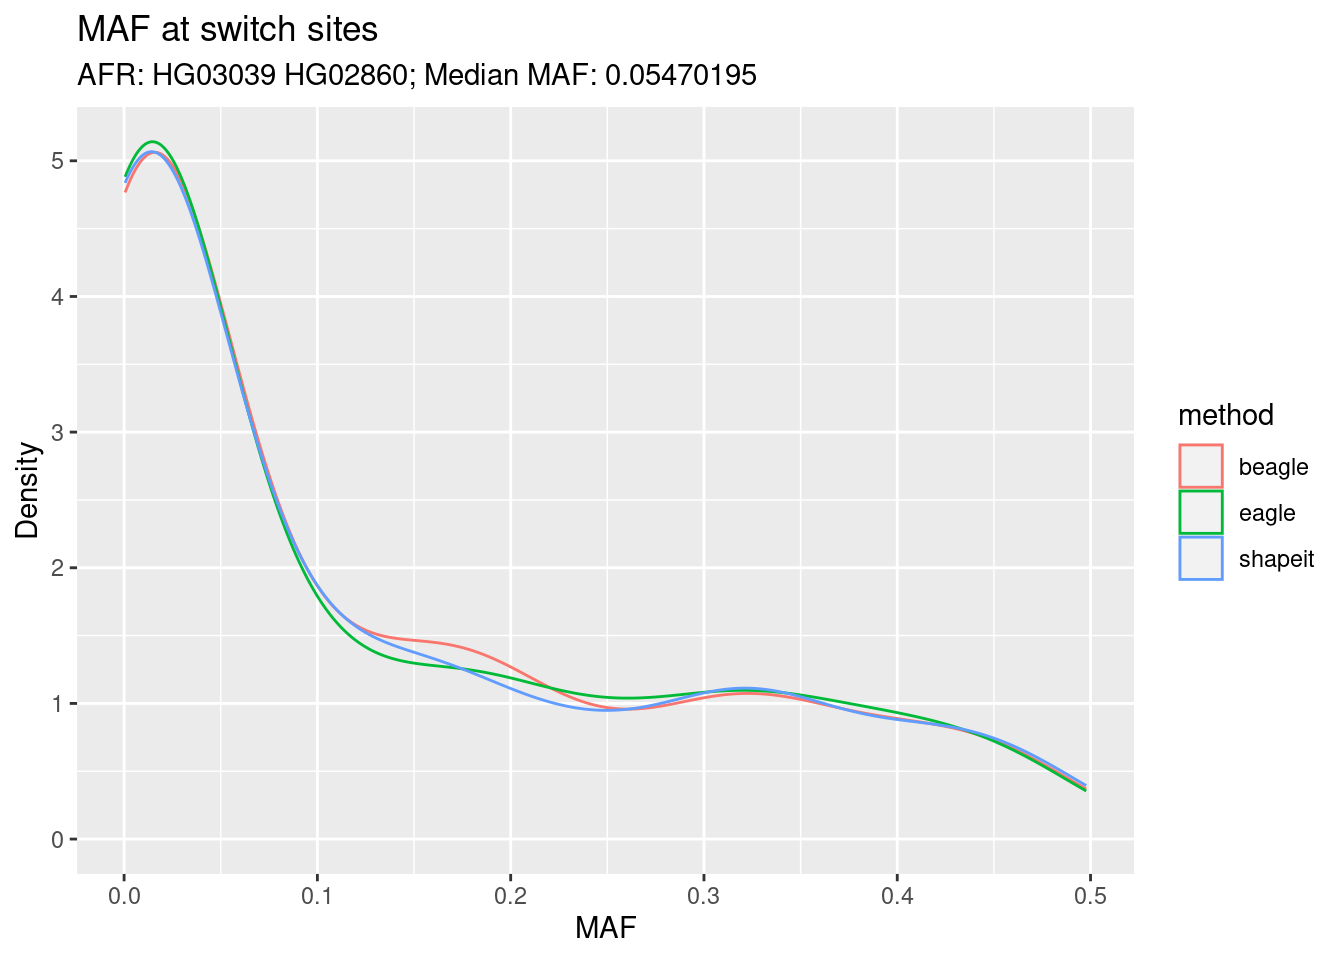 MAF at switch sites
AFR: HG03039 HG02860; Median MAF: 0.05470195
5
4
3
2
1
0
Density
0.0 0.1 0.2 0.3 0.4 0.5
MAF
method
beagle
eagle
shapeit